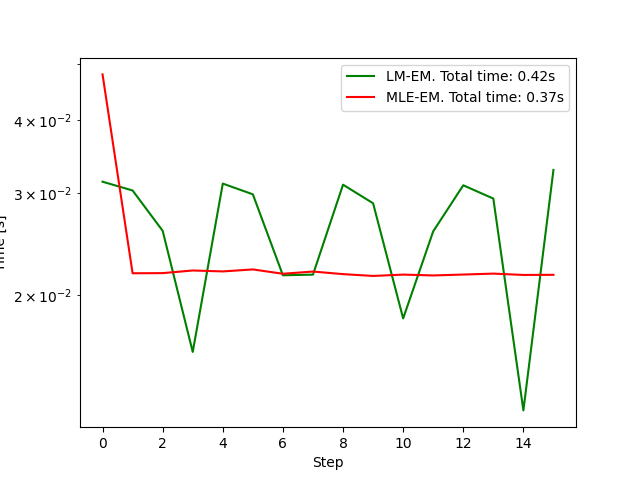 LM-EM. Total time: 0.42s
MLE-EM. Total time: 0.37s
4 × 10⁻²
3 × 10⁻²
2 × 10⁻²
[s]
0 2 4 6 8 10 12 14
Step